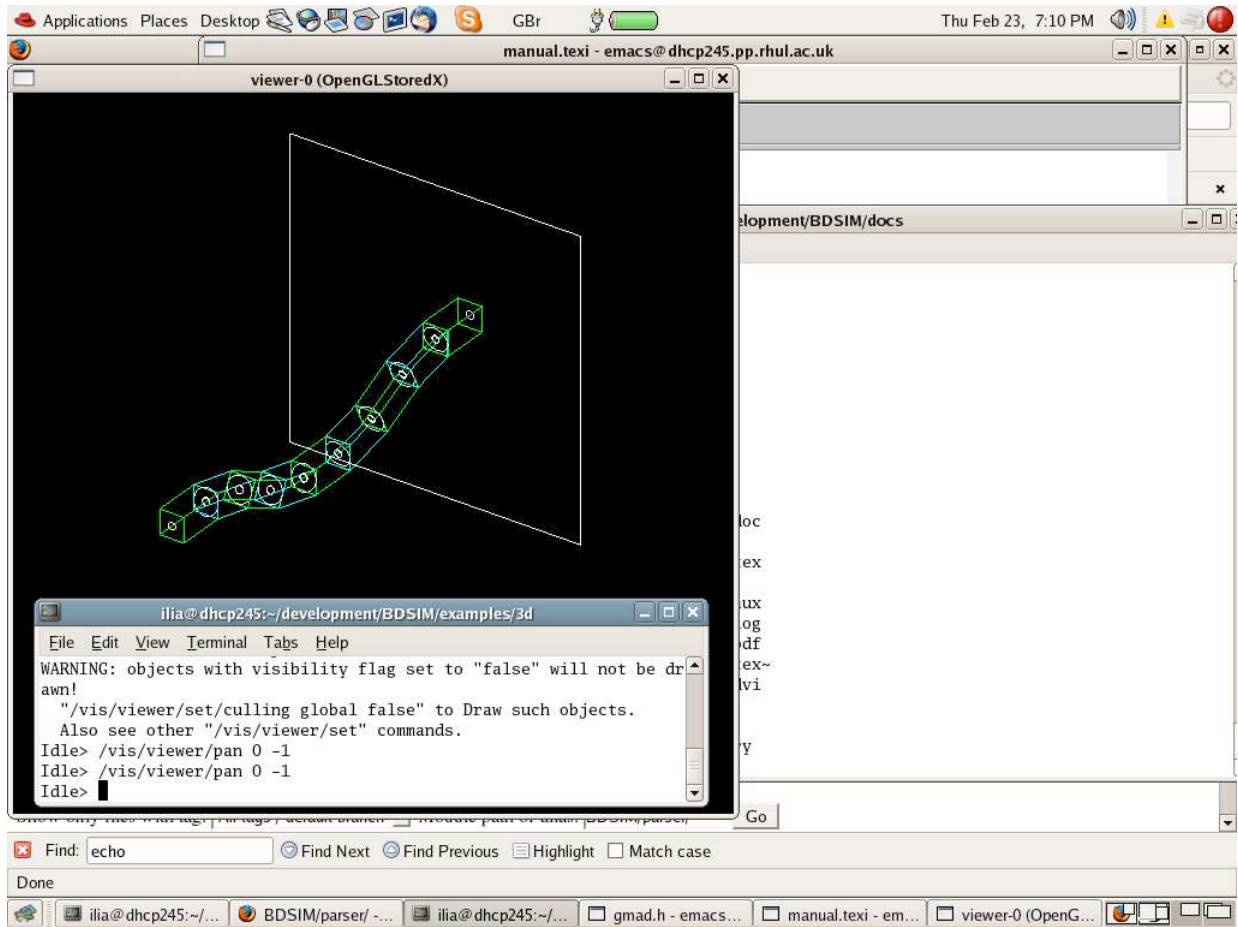 Applications Places Desktop GBr Thu Feb 23, 7:10 PM
manual.texi - emacs@dhcp245.pp.rhul.ac.uk
viewer-0 (OpenGLStoredX)
elopment/BDSIM/docs
loc
ex
ux
log
df
ex~
lvi
y
ilia@dhcp245:~/development/BDSIM/examples/3d
File Edit View Terminal Tabs Help
WARNING: objects with visibility flag set to "false" will not be dr
awn!
"/vis/viewer/set/culling global false" to Draw such objects.
Also see other "/vis/viewer/set" commands.
Idle> /vis/viewer/pan 0 -1
Idle> /vis/viewer/pan 0 -1
Idle>
Go
Find: echo Find Next Find Previous Highlight Match case
Done
ilia@dhcp245:~/... BDSIM/parser/ -... ilia@dhcp245:~/... gmad.h - emacs... manual.texi - em... viewer-0 (OpenG...